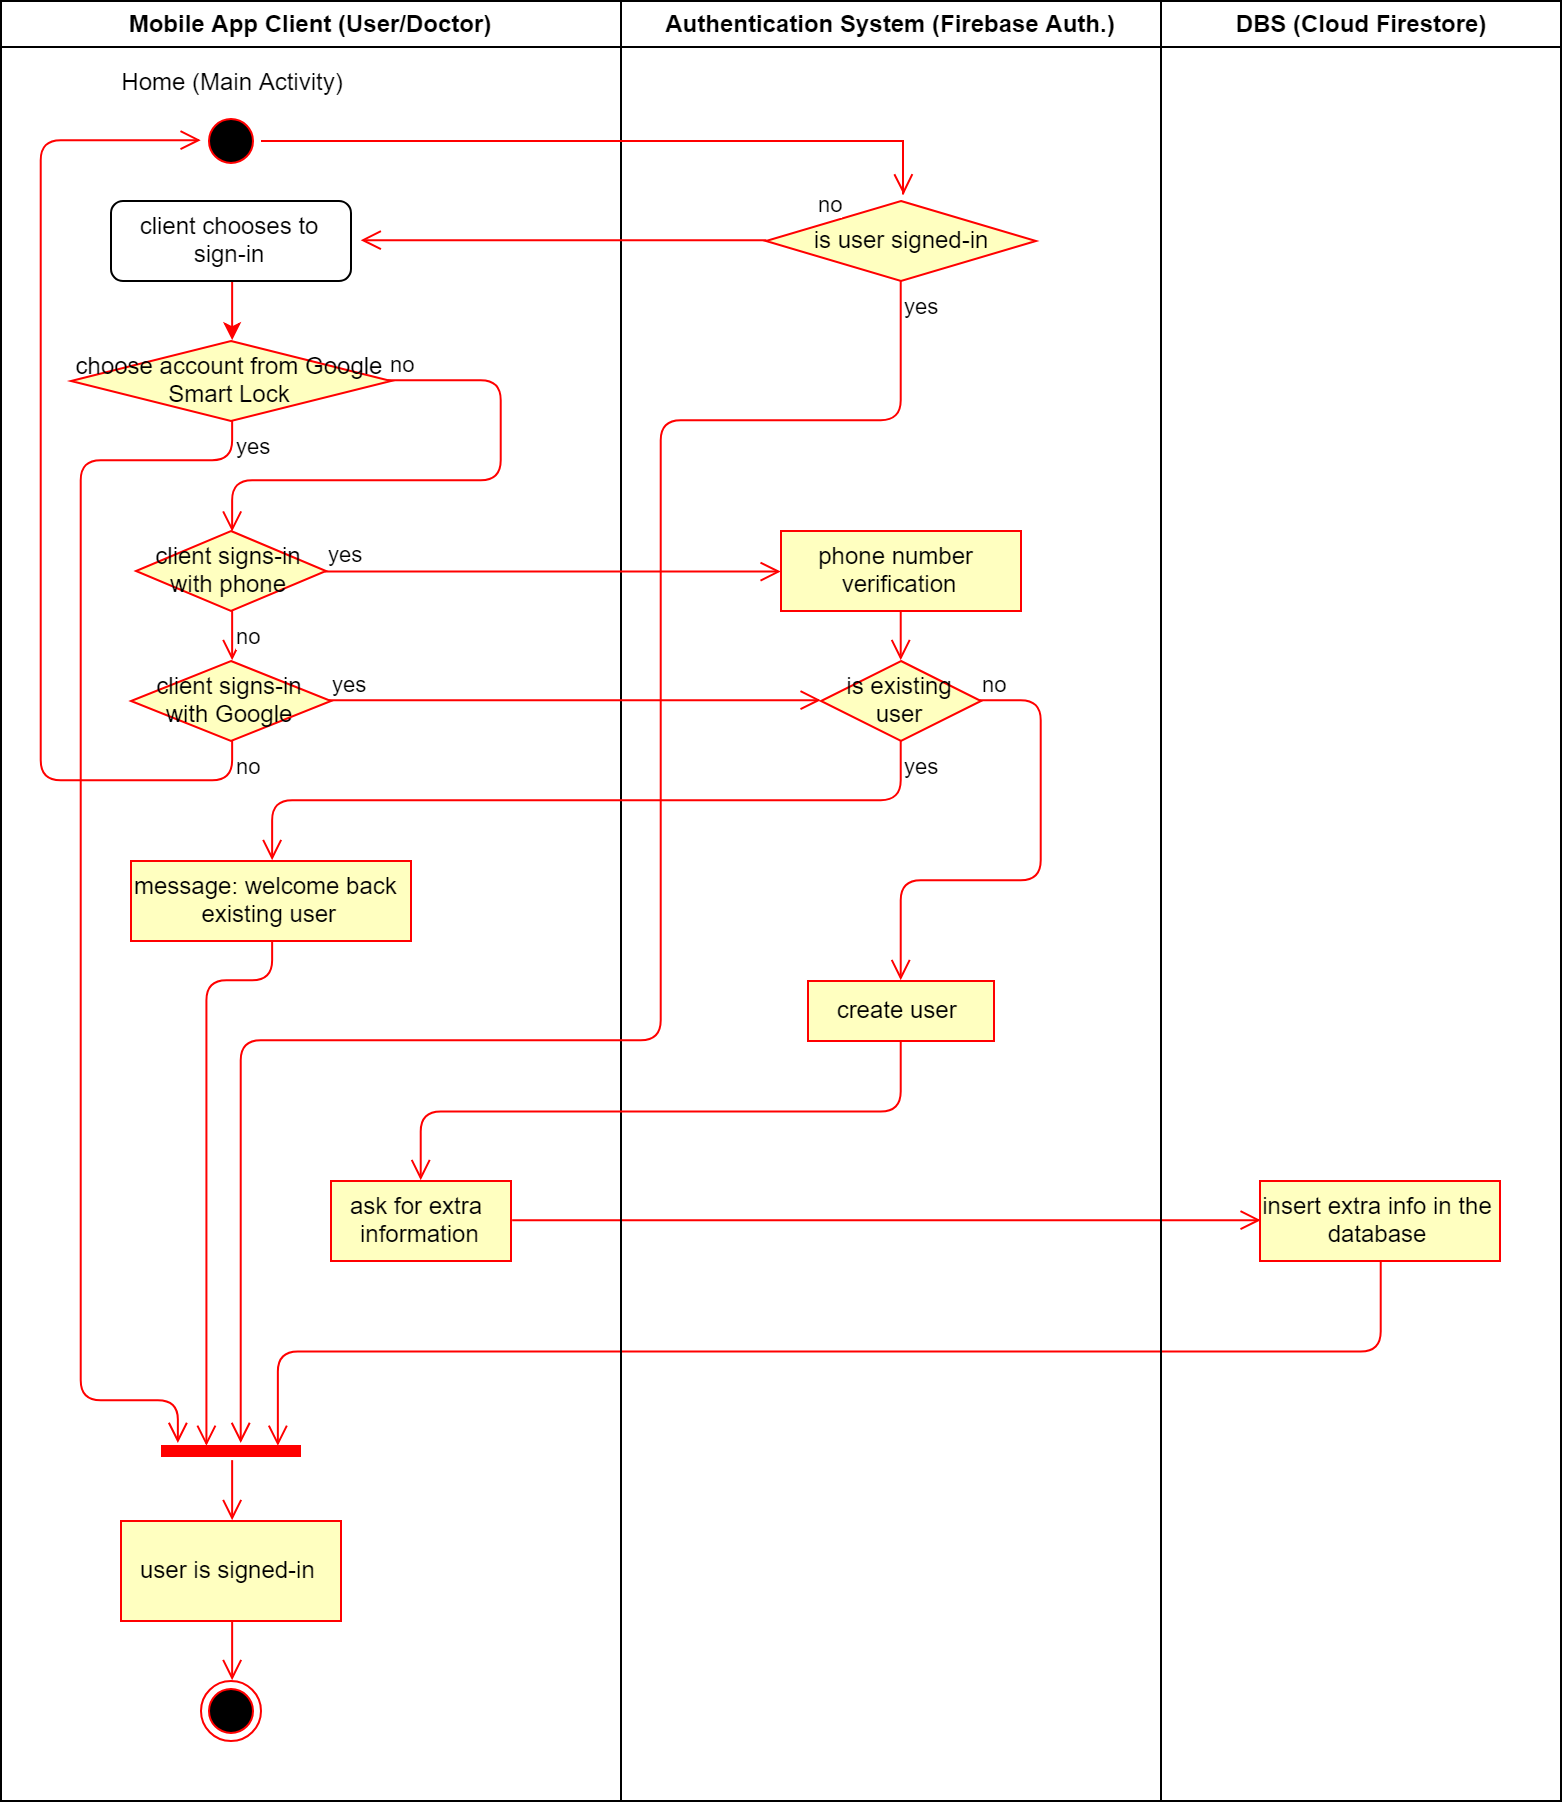 Mobile App Client (User/Doctor)
Authentication System (Firebase Auth.)
DBS (Cloud Firestore)
Home (Main Activity)
no
client chooses to
sign-in
is user signed-in
yes
choose account from Google
Smart Lock
no
yes
client signs-in
with phone
yes
phone number
verification
no
client signs-in
with Google
yes
is existing
user
no
no
yes
message: welcome back
existing user
create user
ask for extra
information
insert extra info in the
database
user is signed-in